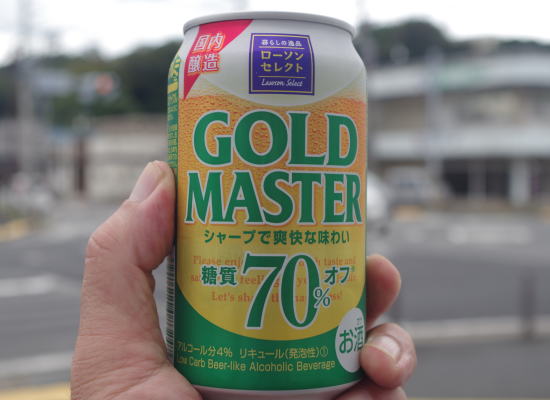 国内
醸造
暮らしの逸品
ローソン
セレクト
Lawson Select
GOLD
MASTER
シャープで爽快な味わい
糖質70%オフ
お酒
アルコール分4% リキュール(発泡性)①
Low Carb Beer-like Alcoholic Beverage